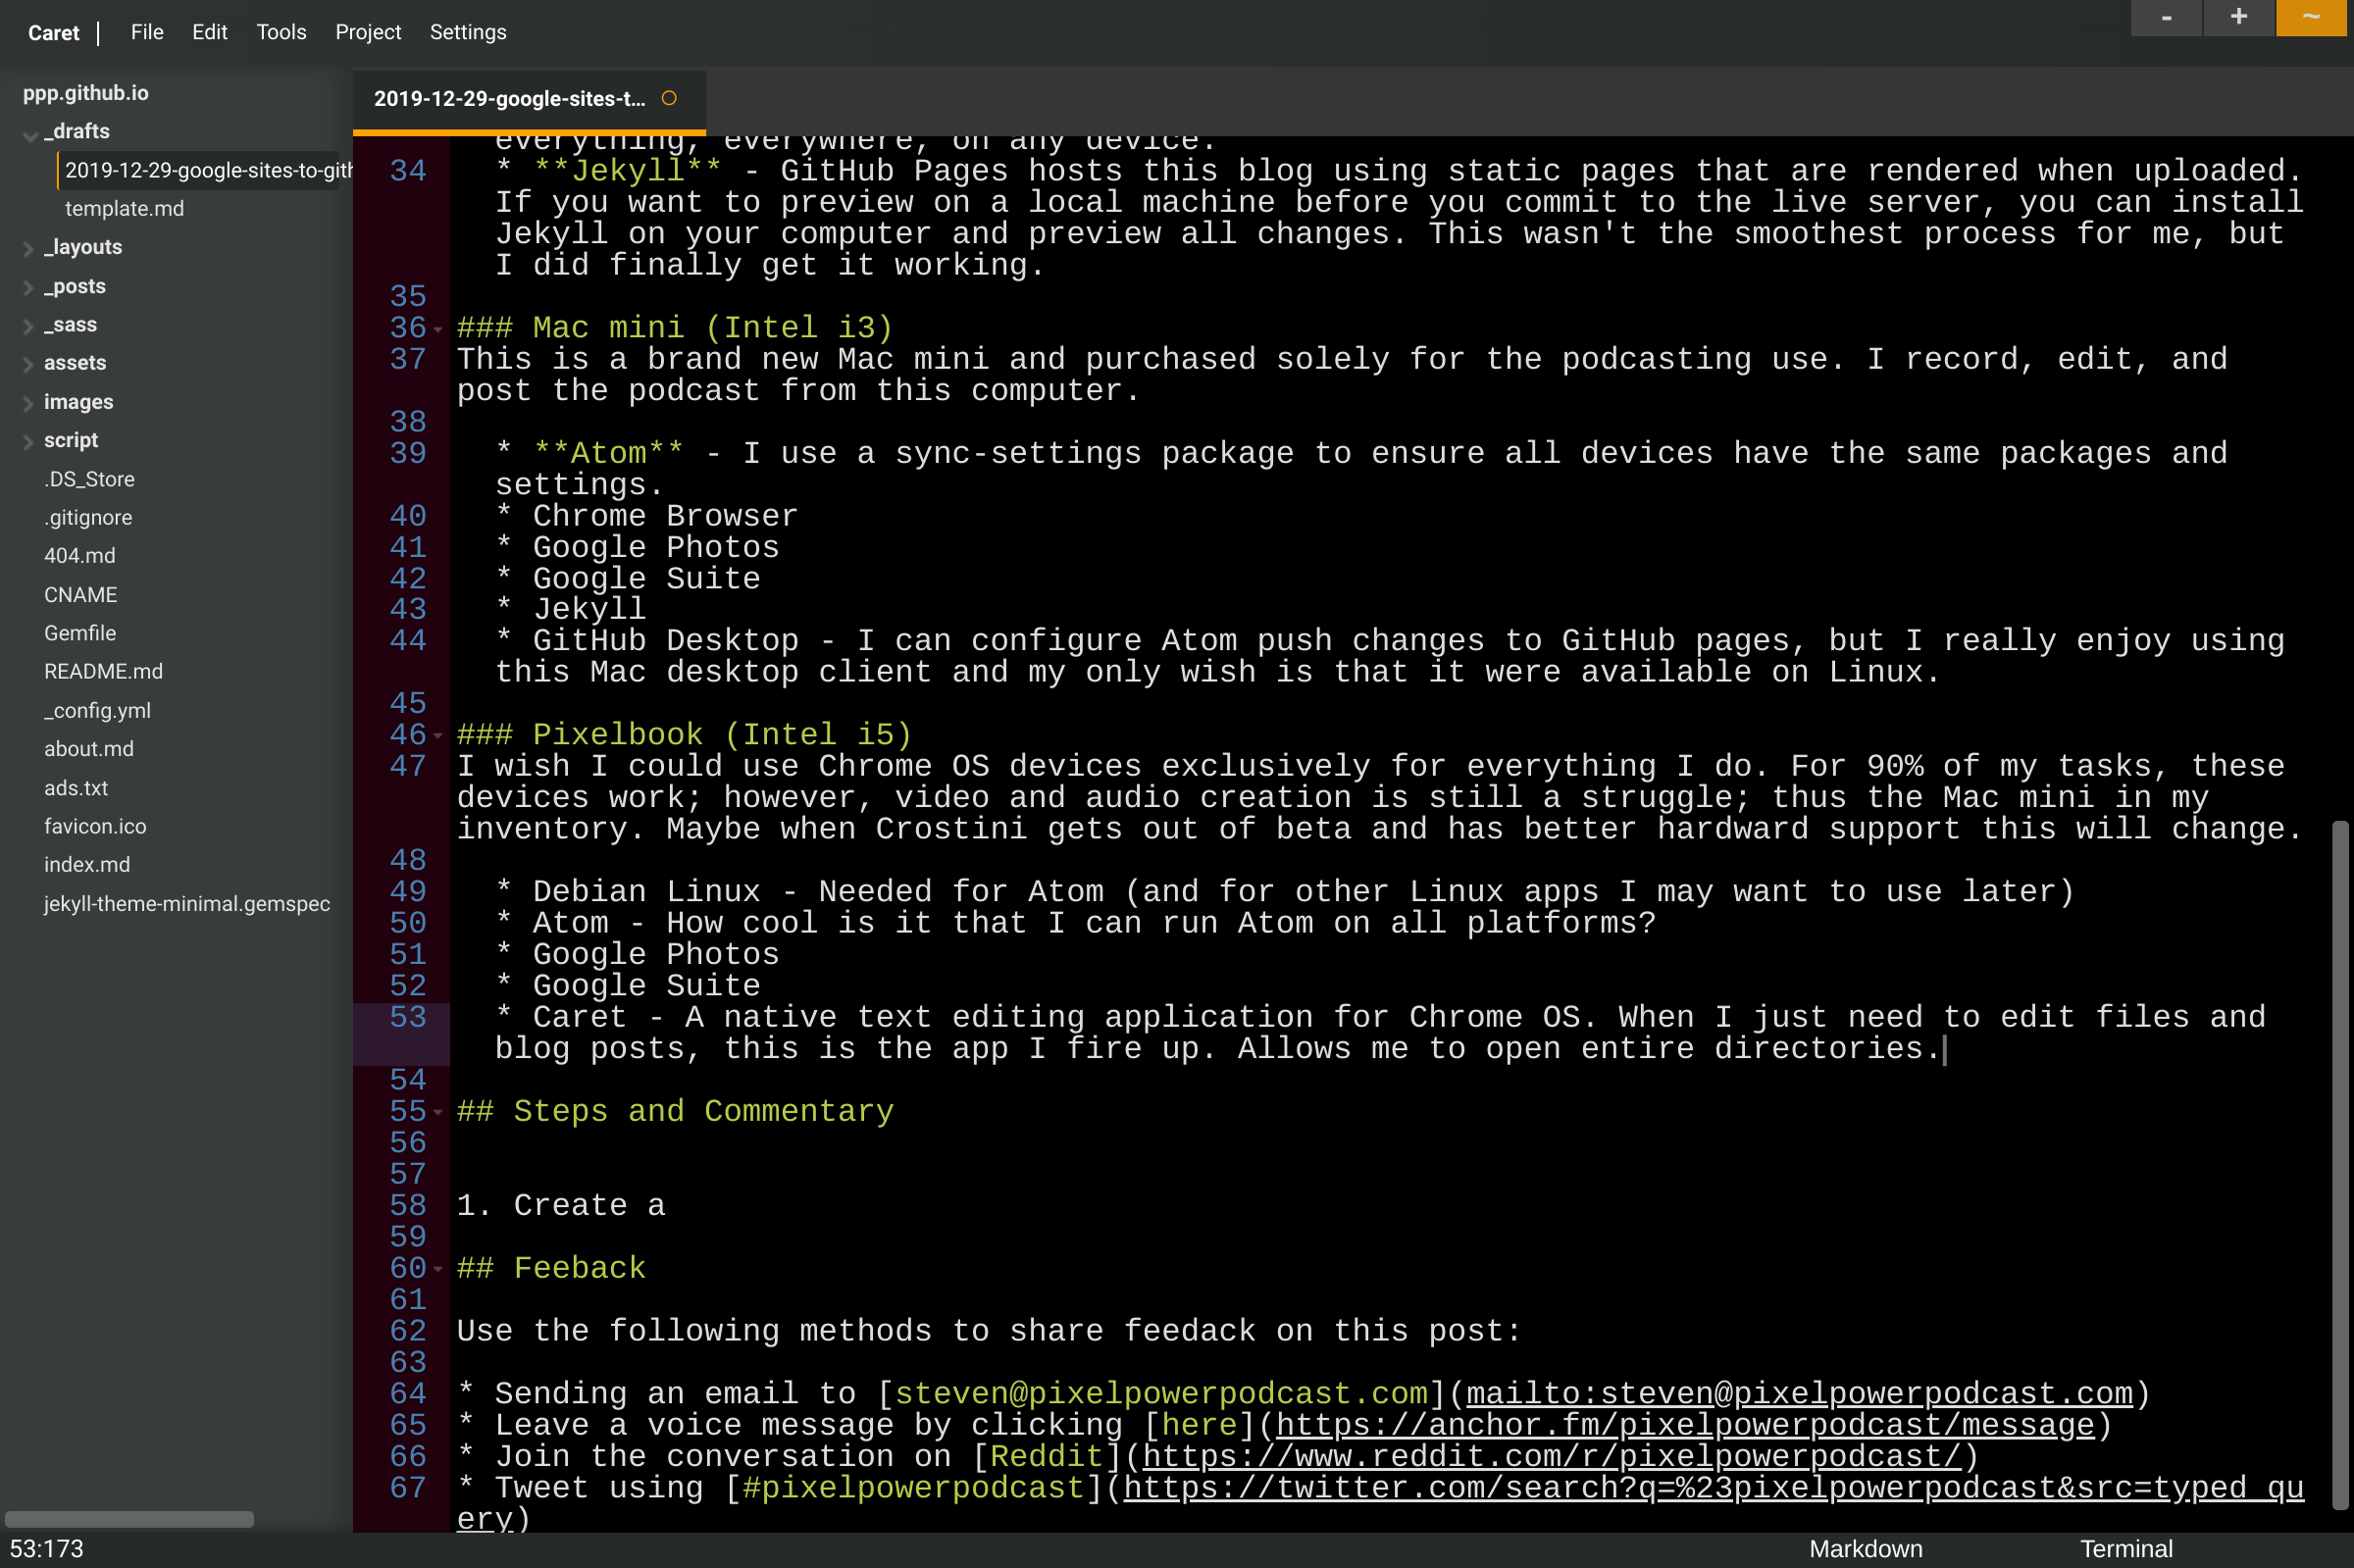 Caret | File Edit Tools Project Settings - + ~
ppp.github.io
_drafts
2019-12-29-google-sites-to-gith
template.md
_layouts
_posts
_sass
assets
images
script
.DS_Store
.gitignore
404.md
CNAME
Gemfile
README.md
_config.yml
about.md
ads.txt
favicon.ico
index.md
jekyll-theme-minimal.gemspec
2019-12-29-google-sites-t...
everything, everywhere, on any device.
34 * **Jekyll** - GitHub Pages hosts this blog using static pages that are rendered when uploaded.
If you want to preview on a local machine before you commit to the live server, you can install
Jekyll on your computer and preview all changes. This wasn't the smoothest process for me, but
I did finally get it working.
35
36 ### Mac mini (Intel i3)
37 This is a brand new Mac mini and purchased solely for the podcasting use. I record, edit, and
post the podcast from this computer.
38
39 * **Atom** - I use a sync-settings package to ensure all devices have the same packages and
settings.
40 * Chrome Browser
41 * Google Photos
42 * Google Suite
43 * Jekyll
44 * GitHub Desktop - I can configure Atom push changes to GitHub pages, but I really enjoy using
this Mac desktop client and my only wish is that it were available on Linux.
45
46 ### Pixelbook (Intel i5)
47 I wish I could use Chrome OS devices exclusively for everything I do. For 90% of my tasks, these
devices work; however, video and audio creation is still a struggle; thus the Mac mini in my
inventory. Maybe when Crostini gets out of beta and has better hardward support this will change.
48
49 * Debian Linux - Needed for Atom (and for other Linux apps I may want to use later)
50 * Atom - How cool is it that I can run Atom on all platforms?
51 * Google Photos
52 * Google Suite
53 * Caret - A native text editing application for Chrome OS. When I just need to edit files and
blog posts, this is the app I fire up. Allows me to open entire directories.
54
55 ## Steps and Commentary
56
57
58 1. Create a
59
60 ## Feeback
61
62 Use the following methods to share feedack on this post:
63
64 * Sending an email to [steven@pixelpowerpodcast.com](mailto:steven@pixelpowerpodcast.com)
65 * Leave a voice message by clicking [here](https://anchor.fm/pixelpowerpodcast/message)
66 * Join the conversation on [Reddit](https://www.reddit.com/r/pixelpowerpodcast/)
67 * Tweet using [#pixelpowerpodcast](https://twitter.com/search?q=%23pixelpowerpodcast&src=typed_qu
ery)
53:173 Markdown Terminal